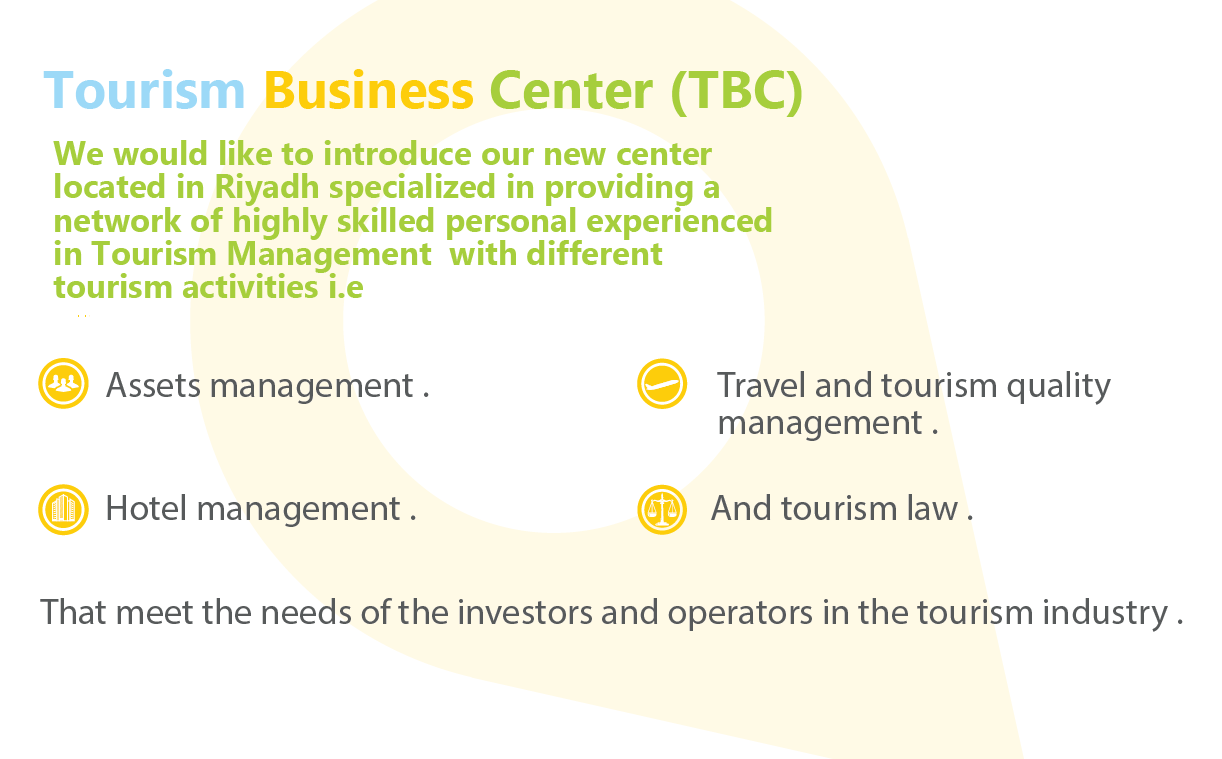 Tourism Business Center (TBC)
We would like to introduce our new center
located in Riyadh specialized in providing a
network of highly skilled personal experienced
in Tourism Management  with different
tourism activities i.e
Assets management .
Travel and tourism quality
management .
Hotel management .
And tourism law .
That meet the needs of the investors and operators in the tourism industry .